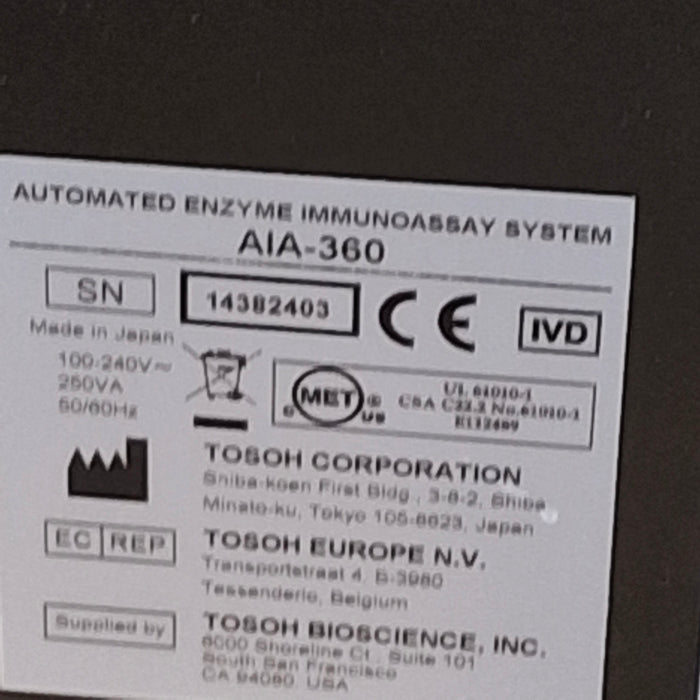 AUTOMATED ENZYME IMMUNOASSAY SYSTEM
AIA-360
SN 14382403 CE IVD
Made in Japan
100-240V~
250VA
50/60Hz
c MET ® US
UL 61010-1
CSA C22.2 No.61010-1
E112469
TOSOH CORPORATION
Shiba-koen First Bldg., 3-8-2, Shiba
Minato-ku, Tokyo 105-8623, Japan
EC REP TOSOH EUROPE N.V.
Transportstraat 4, B-3980
Tessenderlo, Belgium
Supplied by TOSOH BIOSCIENCE, INC.
6000 Shoreline Ct., Suite 101
South San Francisco
CA 94080, USA